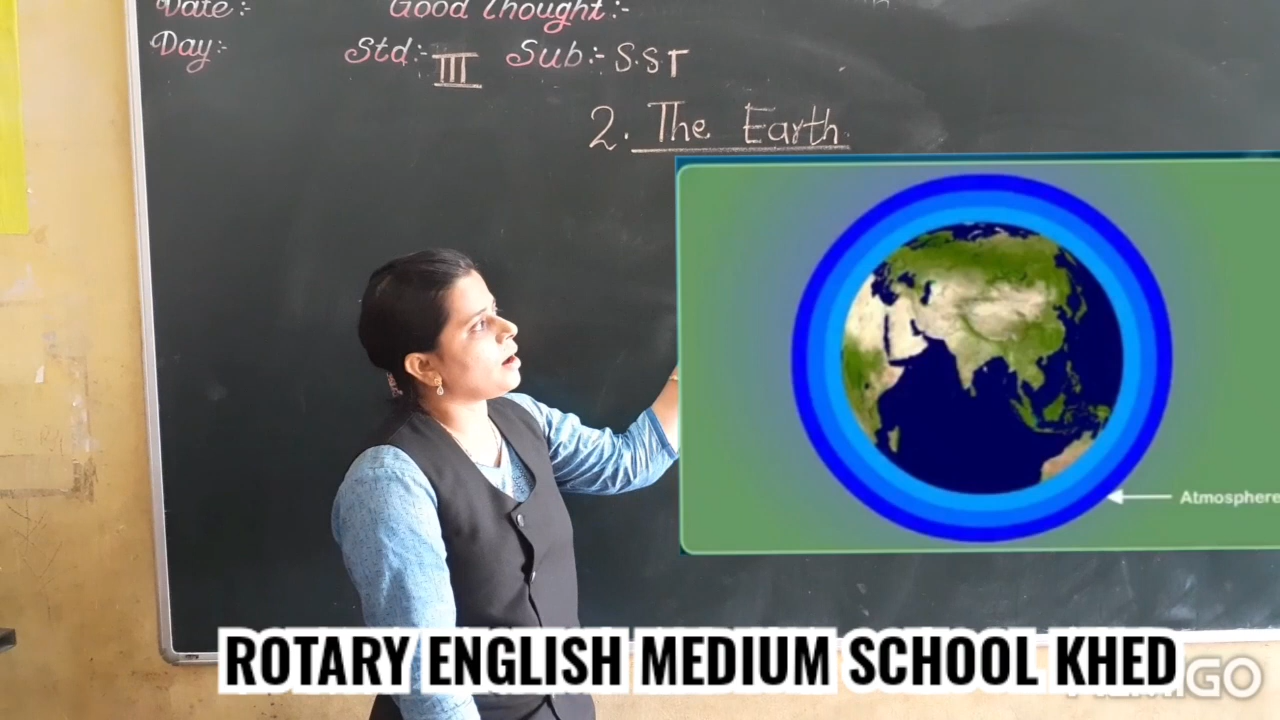 Date:- Good Thought:-
Day:- Std:- III Sub:- S.S.T
2. The Earth.
Atmosphere
ROTARY ENGLISH MEDIUM SCHOOL KHED